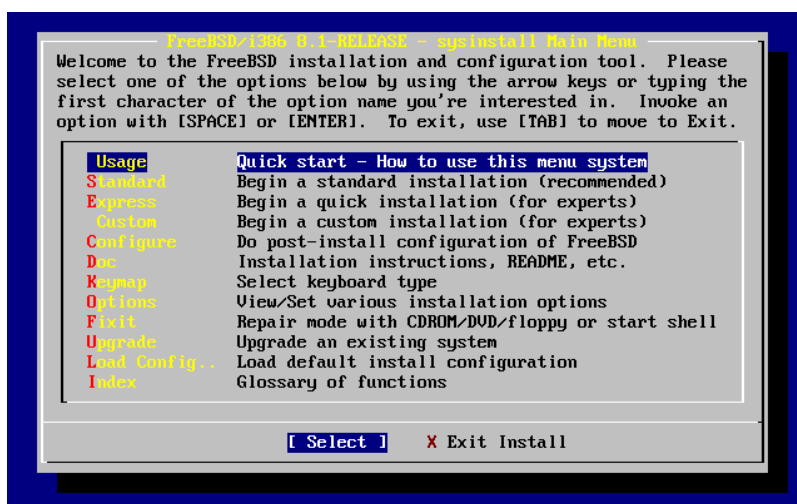 FreeBSD/i386 8.1-RELEASE - sysinstall Main Menu
Welcome to the FreeBSD installation and configuration tool.  Please
select one of the options below by using the arrow keys or typing the
first character of the option name you're interested in.  Invoke an
option with [SPACE] or [ENTER].  To exit, use [TAB] to move to Exit.
Usage Quick start - How to use this menu system
Standard Begin a standard installation (recommended)
Express Begin a quick installation (for experts)
Custom Begin a custom installation (for experts)
Configure Do post-install configuration of FreeBSD
Doc Installation instructions, README, etc.
Keymap Select keyboard type
Options View/Set various installation options
Fixit Repair mode with CDROM/DVD/floppy or start shell
Upgrade Upgrade an existing system
Load Config.. Load default install configuration
Index Glossary of functions
[ Select ] X Exit Install